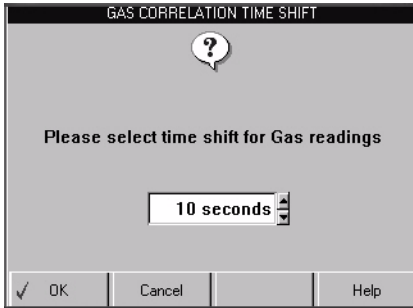 GAS CORRELATION TIME SHIFT
?
Please select time shift for Gas readings
10 seconds
OK Cancel Help